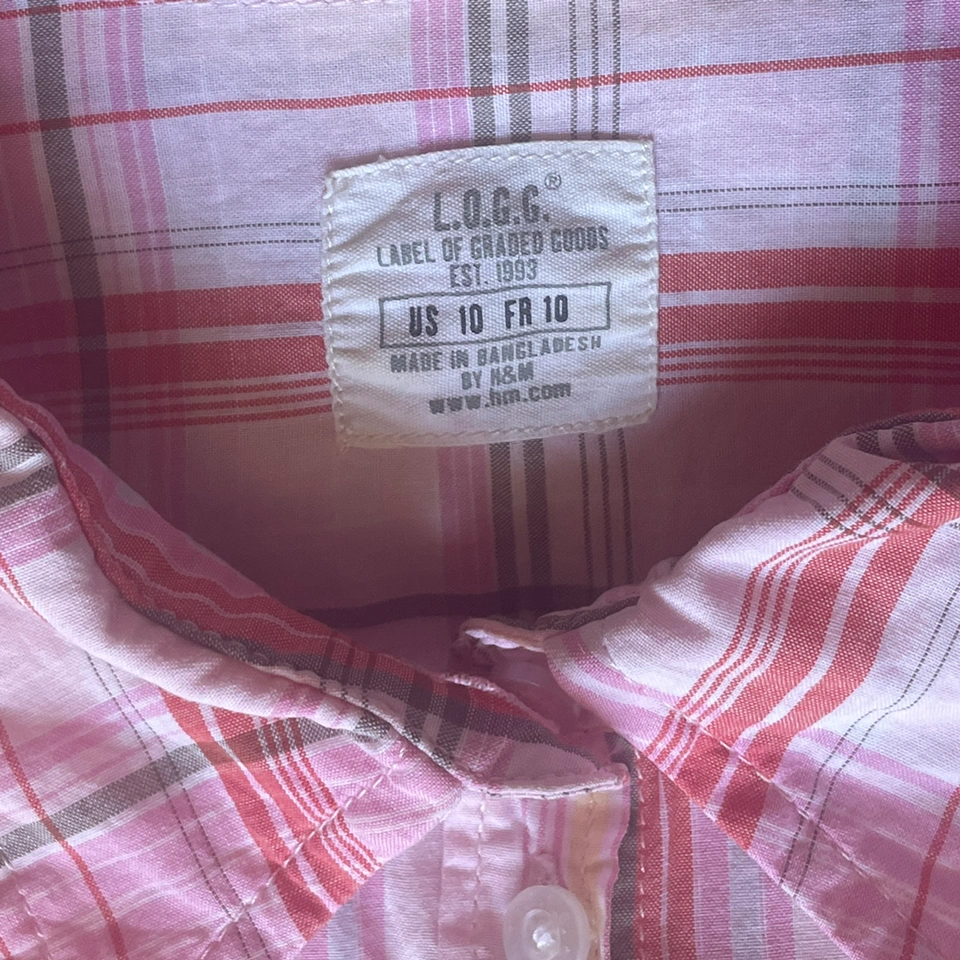 L.O.G.G.®
LABEL OF GRADED GOODS
EST. 1993
US 10 FR 10
MADE IN BANGLADESH
BY H&M
www.hm.com